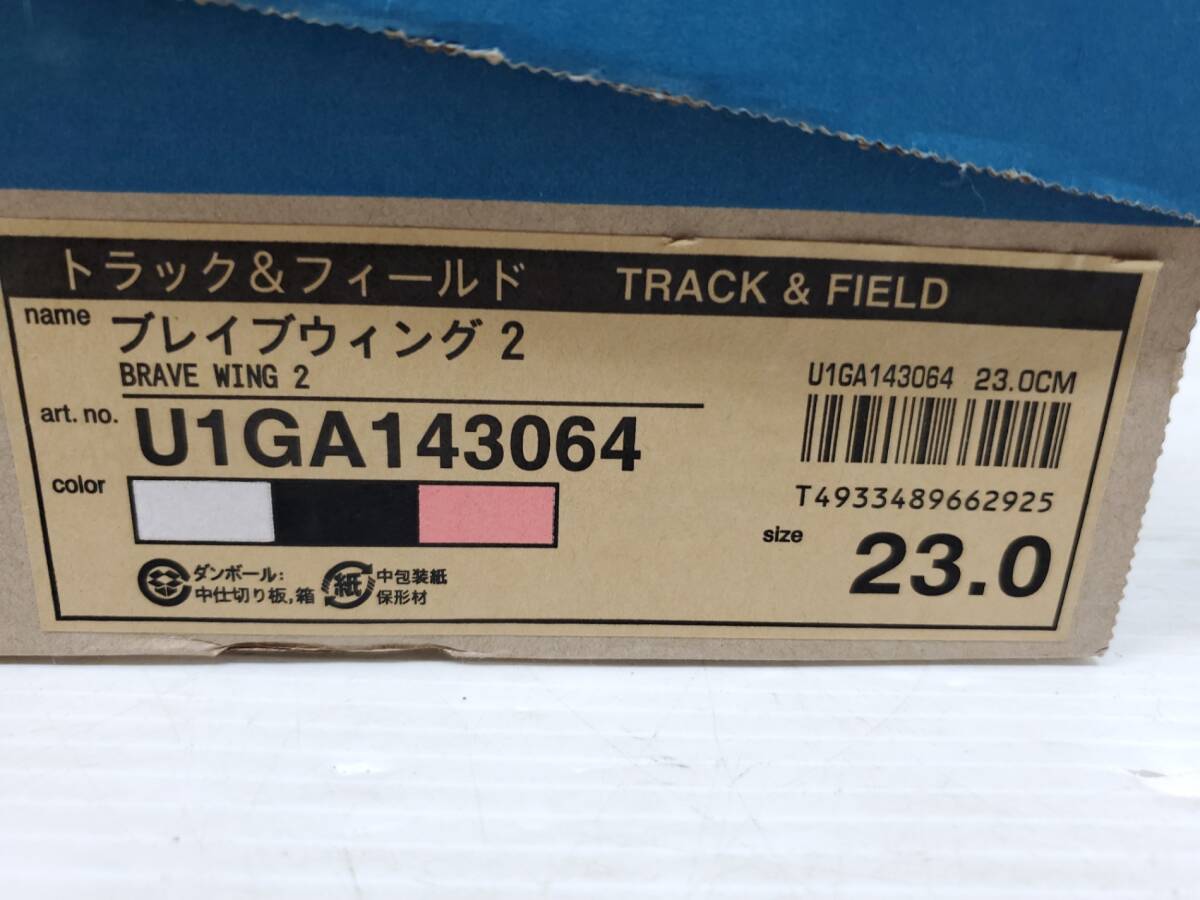 トラック&フィールド TRACK & FIELD
name ブレイブウィング 2
BRAVE WING 2
art. no. U1GA143064
color
U1GA143064 23.0CM
T4933489662925
size 23.0
ダンボール:
中仕切り板,箱
紙 中包装紙
保形材